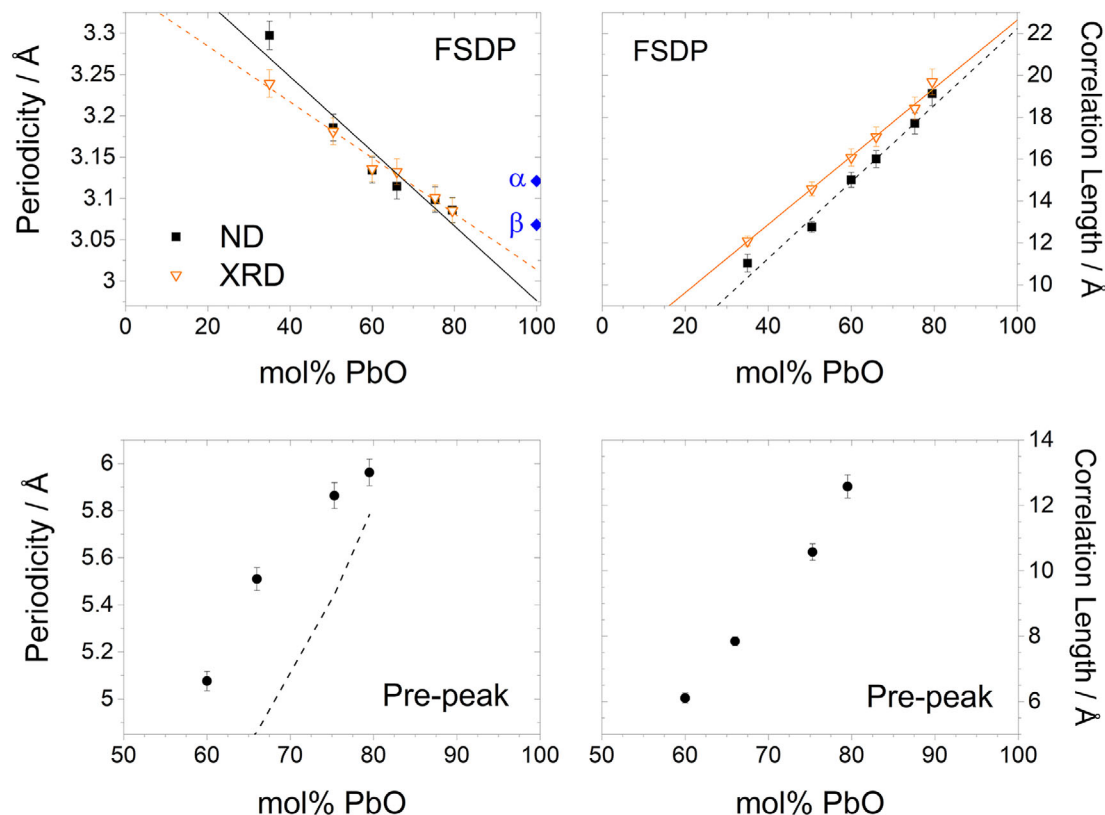 Periodicity / Å
3.3
3.25
3.2
3.15
3.1
3.05
3
FSDP
α
β
ND
XRD
0 20 40 60 80 100
mol% PbO
FSDP
22
20
18
16
14
12
10
Correlation Length / Å
0 20 40 60 80 100
mol% PbO
Periodicity / Å
6
5.8
5.6
5.4
5.2
5
Pre-peak
50 60 70 80 90 100
mol% PbO
14
12
10
8
6
Correlation Length / Å
Pre-peak
50 60 70 80 90 100
mol% PbO